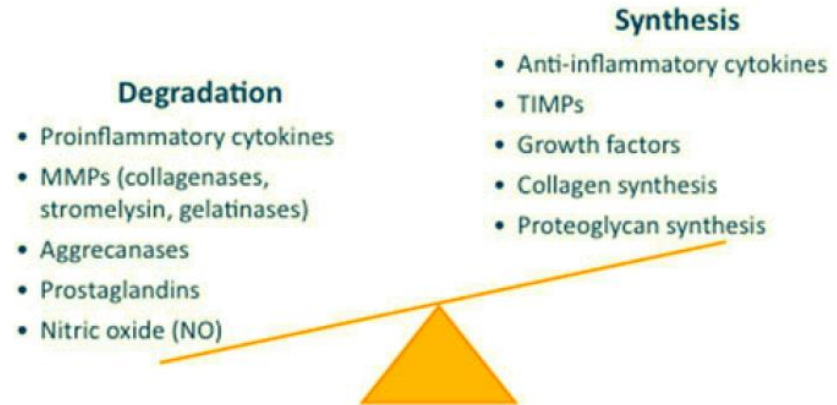 Degradation
• Proinflammatory cytokines
• MMPs (collagenases,
stromelysin, gelatinases)
• Aggrecanases
• Prostaglandins
• Nitric oxide (NO)
Synthesis
• Anti-inflammatory cytokines
• TIMPs
• Growth factors
• Collagen synthesis
• Proteoglycan synthesis